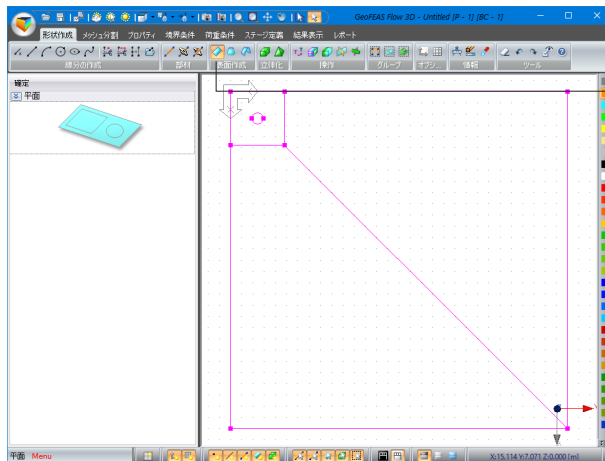 GeoFEAS Flow 3D - Untitled [P - 1] [BC - 1]
形状作成 メッシュ分割 プロパティ 境界条件 荷重条件 ステージ定義 結果表示 レポート
線分の作成 部材 表面作成 立体化 操作 グループ オプシ... 情報 ツール
確定
平面
平面 Menu
X:15.114 Y:7.071 Z:0.000 [m]